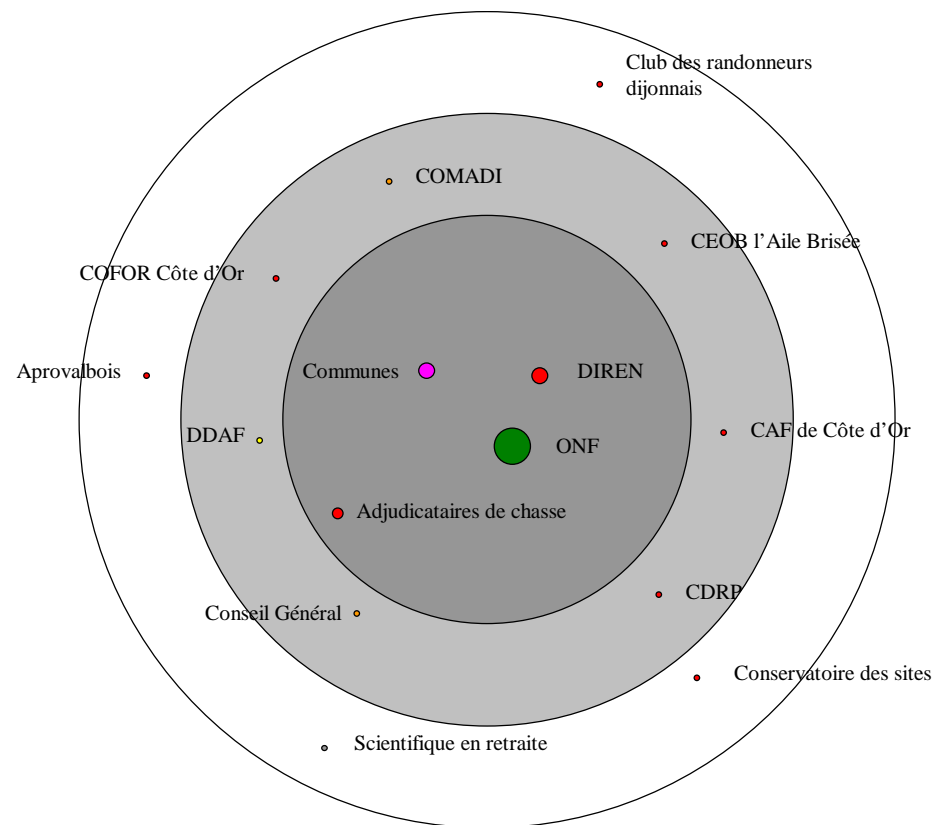 Club des randonneurs
dijonnais
COMADI
CEOB l'Aile Brisée
COFOR Côte d'Or
Aprovalbois
Communes
DIREN
DDAF
CAF de Côte d'Or
ONF
Adjudicataires de chasse
CDRP
Conseil Général
Conservatoire des sites
Scientifique en retraite